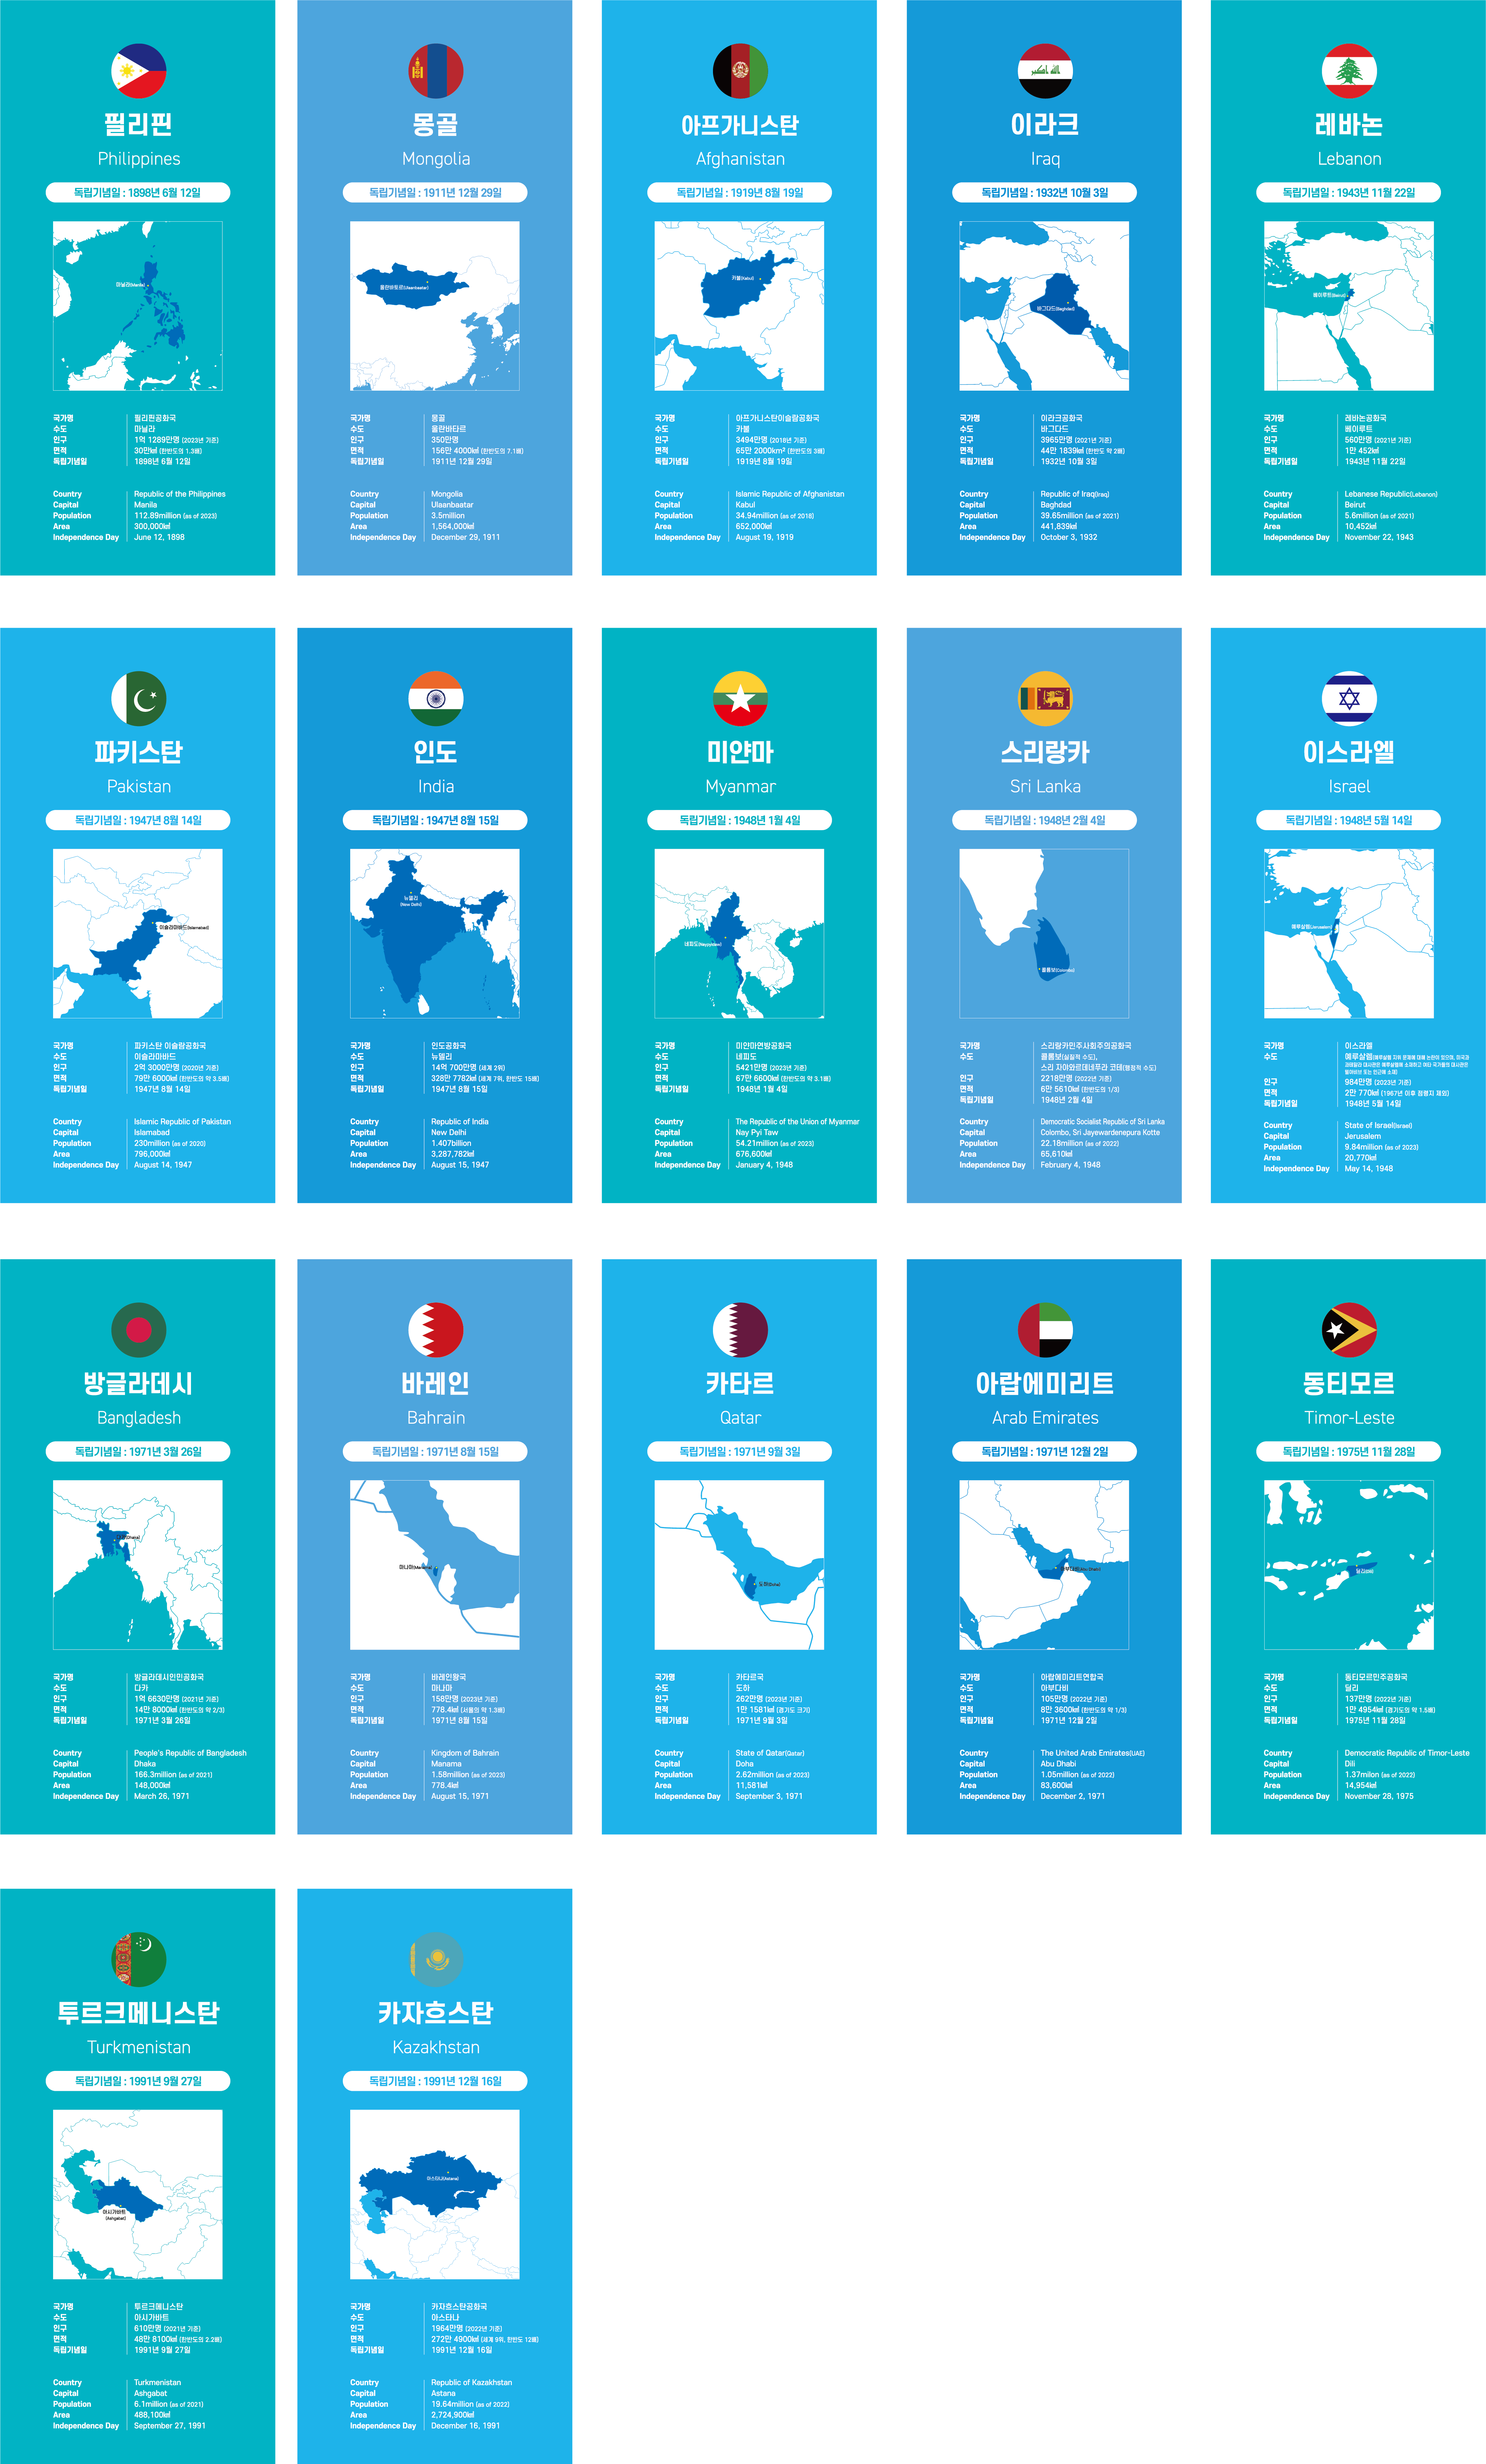 필리핀
Philippines
독립기념일 : 1898년 6월 12일
마닐라(Manila)
국가명 필리핀공화국
수도 마닐라
인구 1억 1289만명 (2023년 기준)
면적 30만㎢ (한반도의 1.3배)
독립기념일 1898년 6월 12일
Country Republic of the Philippines
Capital Manila
Population 112.89million (as of 2023)
Area 300,000㎢
Independence Day June 12, 1898
몽골
Mongolia
독립기념일 : 1911년 12월 29일
국가명 몽골
수도 울란바타르
인구 350만명
면적 156만 4000㎢ (한반도의 7.1배)
독립기념일 1911년 12월 29일
Country Mongolia
Capital Ulaanbaatar
Population 3.5million
Area 1,564,000㎢
Independence Day December 29, 1911
아프가니스탄
Afghanistan
독립기념일 : 1919년 8월 19일
카불(Kabul)
국가명 아프가니스탄이슬람공화국
수도 카불
인구 3494만명 (2018년 기준)
면적 65만 2000km² (한반도의 3배)
독립기념일 1919년 8월 19일
Country Islamic Republic of Afghanistan
Capital Kabul
Population 34.94million (as of 2018)
Area 652,000㎢
Independence Day August 19, 1919
이라크
Iraq
독립기념일 : 1932년 10월 3일
바그다드(Baghdad)
국가명 이라크공화국
수도 바그다드
인구 3965만명 (2021년 기준)
면적 44만 1839㎢ (한반도 약 2배)
독립기념일 1932년 10월 3일
Country Republic of Iraq(Iraq)
Capital Baghdad
Population 39.65million (as of 2021)
Area 441,839㎢
Independence Day October 3, 1932
레바논
Lebanon
독립기념일 : 1943년 11월 22일
베이루트(Beirut)
국가명 레바논공화국
수도 베이루트
인구 560만명 (2021년 기준)
면적 1만 452㎢
독립기념일 1943년 11월 22일
Country Lebanese Republic(Lebanon)
Capital Beirut
Population 5.6million (as of 2021)
Area 10,452㎢
Independence Day November 22, 1943
파키스탄
Pakistan
독립기념일 : 1947년 8월 14일
이슬라마바드(Islamabad)
국가명 파키스탄 이슬람공화국
수도 이슬라마바드
인구 2억 3000만명 (2020년 기준)
면적 79만 6000㎢ (한반도의 약 3.5배)
독립기념일 1947년 8월 14일
Country Islamic Republic of Pakistan
Capital Islamabad
Population 230million (as of 2020)
Area 796,000㎢
Independence Day August 14, 1947
인도
India
독립기념일 : 1947년 8월 15일
뉴델리
(New Delhi)
국가명 인도공화국
수도 뉴델리
인구 14억 700만명 (세계 2위)
면적 328만 7782㎢ (세계 7위, 한반도 15배)
독립기념일 1947년 8월 15일
Country Republic of India
Capital New Delhi
Population 1.407billion
Area 3,287,782㎢
Independence Day August 15, 1947
미얀마
Myanmar
독립기념일 : 1948년 1월 4일
국가명 미얀마연방공화국
수도 네피도
인구 5421만명 (2023년 기준)
면적 67만 6600㎢ (한반도의 약 3.1배)
독립기념일 1948년 1월 4일
Country The Republic of the Union of Myanmar
Capital Nay Pyi Taw
Population 54.21million (as of 2023)
Area 676,600㎢
Independence Day January 4, 1948
스리랑카
Sri Lanka
독립기념일 : 1948년 2월 4일
콜롬보(Colombo)
국가명 스리랑카민주사회주의공화국
수도 콜롬보(실질적 수도),
스리 자야와르데네푸라 코테(행정적 수도)
인구 2218만명 (2022년 기준)
면적 6만 5610㎢ (한반도의 1/3)
독립기념일 1948년 2월 4일
Country Democratic Socialist Republic of Sri Lanka
Capital Colombo, Sri Jayewardenepura Kotte
Population 22.18million (as of 2022)
Area 65,610㎢
Independence Day February 4, 1948
이스라엘
Israel
독립기념일 : 1948년 5월 14일
예루살렘(Jerusalem)
국가명 이스라엘
수도 예루살렘(예루살렘 지위 문제에 대해 논란이 있으며, 미국과
과테말라 대사관은 예루살렘에 소재하고 여타 국가들의 대사관은
텔아비브 또는 인근에 소재)
인구 984만명 (2023년 기준)
면적 2만 770㎢ (1967년 이후 점령지 제외)
독립기념일 1948년 5월 14일
Country State of Israel(Israel)
Capital Jerusalem
Population 9.84million (as of 2023)
Area 20,770㎢
Independence Day May 14, 1948
방글라데시
Bangladesh
독립기념일 : 1971년 3월 26일
국가명 방글라데시인민공화국
수도 다카
인구 1억 6630만명 (2021년 기준)
면적 14만 8000㎢ (한반도의 약 2/3)
독립기념일 1971년 3월 26일
Country People's Republic of Bangladesh
Capital Dhaka
Population 166.3million (as of 2021)
Area 148,000㎢
Independence Day March 26, 1971
바레인
Bahrain
독립기념일 : 1971년 8월 15일
국가명 바레인왕국
수도 마나마
인구 158만명 (2023년 기준)
면적 778.4㎢ (서울의 약 1.3배)
독립기념일 1971년 8월 15일
Country Kingdom of Bahrain
Capital Manama
Population 1.58million (as of 2023)
Area 778.4㎢
Independence Day August 15, 1971
카타르
Qatar
독립기념일 : 1971년 9월 3일
도하(Doha)
국가명 카타르국
수도 도하
인구 262만명 (2023년 기준)
면적 1만 1581㎢ (경기도 크기)
독립기념일 1971년 9월 3일
Country State of Qatar(Qatar)
Capital Doha
Population 2.62million (as of 2023)
Area 11,581㎢
Independence Day September 3, 1971
아랍에미리트
Arab Emirates
독립기념일 : 1971년 12월 2일
국가명 아랍에미리트연합국
수도 아부다비
인구 105만명 (2022년 기준)
면적 8만 3600㎢ (한반도의 약 1/3)
독립기념일 1971년 12월 2일
Country The United Arab Emirates(UAE)
Capital Abu Dhabi
Population 1.05million (as of 2022)
Area 83,600㎢
Independence Day December 2, 1971
동티모르
Timor-Leste
독립기념일 : 1975년 11월 28일
딜리(Dili)
국가명 동티모르민주공화국
수도 딜리
인구 137만명 (2022년 기준)
면적 1만 4954㎢ (경기도의 약 1.5배)
독립기념일 1975년 11월 28일
Country Democratic Republic of Timor-Leste
Capital Dili
Population 1.37milon (as of 2022)
Area 14,954㎢
Independence Day November 28, 1975
투르크메니스탄
Turkmenistan
독립기념일 : 1991년 9월 27일
아시가바트
(Ashgabat)
국가명 투르크메니스탄
수도 아시가바트
인구 610만명 (2021년 기준)
면적 48만 8100㎢ (한반도의 2.2배)
독립기념일 1991년 9월 27일
Country Turkmenistan
Capital Ashgabat
Population 6.1million (as of 2021)
Area 488,100㎢
Independence Day September 27, 1991
카자흐스탄
Kazakhstan
독립기념일 : 1991년 12월 16일
아스타나(Astana)
국가명 카자흐스탄공화국
수도 아스타나
인구 1964만명 (2022년 기준)
면적 272만 4900㎢ (세계 9위, 한반도 12배)
독립기념일 1991년 12월 16일
Country Republic of Kazakhstan
Capital Astana
Population 19.64million (as of 2022)
Area 2,724,900㎢
Independence Day December 16, 1991